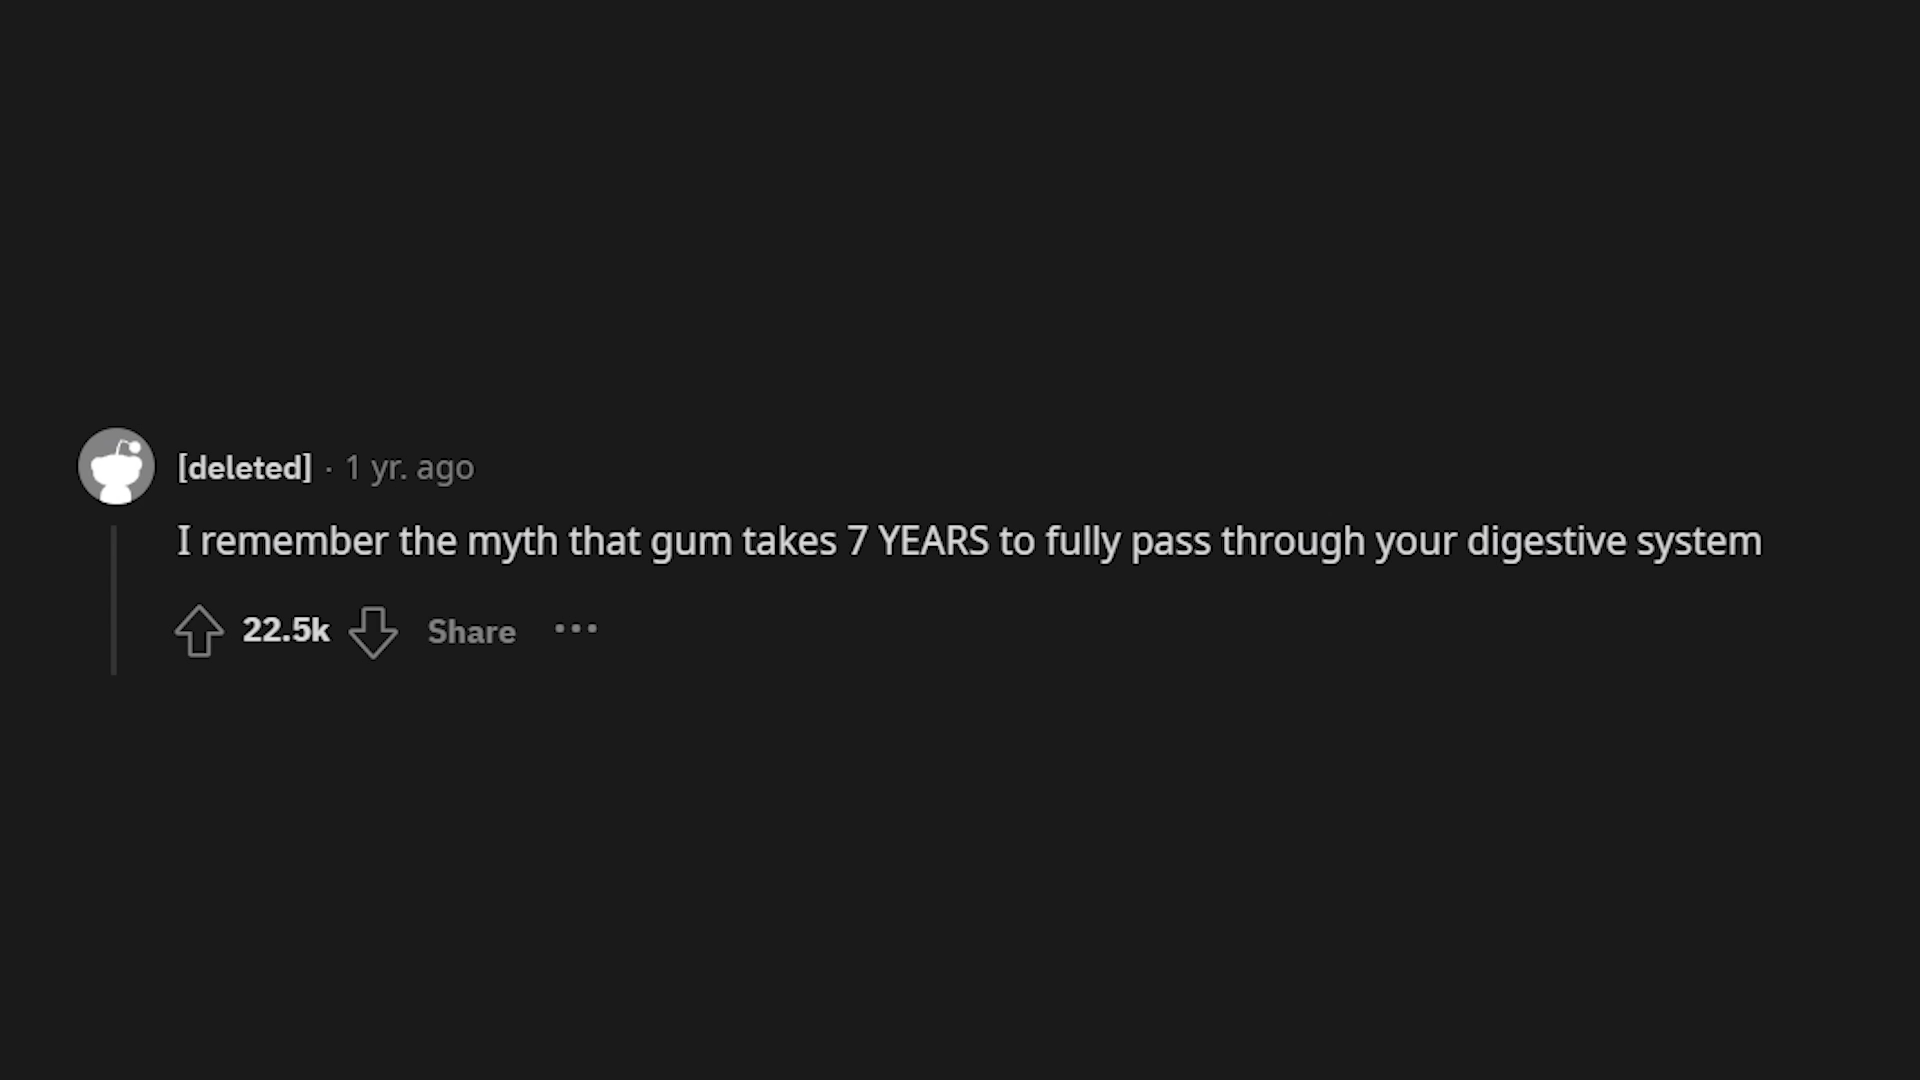 [deleted] · 1 yr. ago
I remember the myth that gum takes 7 YEARS to fully pass through your digestive system
22.5k Share ···